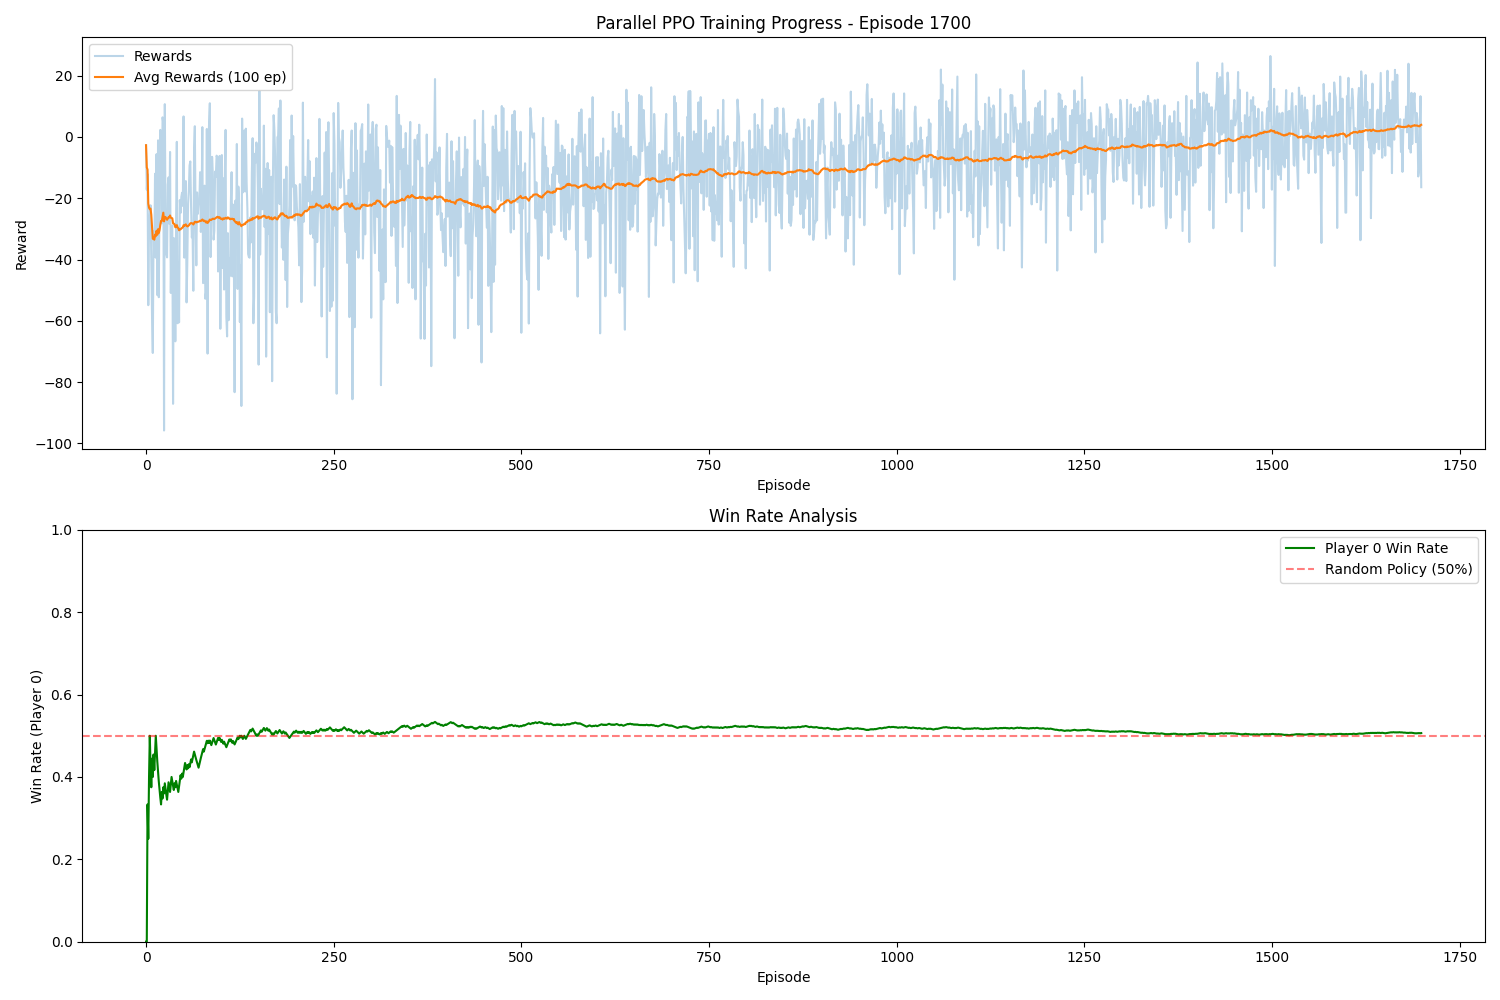 Parallel PPO Training Progress - Episode 1700
Rewards
Avg Rewards (100 ep)
20
0
−20
−40
−60
−80
−100
Reward
0
250
500
750
1000
1250
1500
1750
Episode
Win Rate Analysis
Player 0 Win Rate
Random Policy (50%)
1.0
0.8
0.6
0.4
0.2
0.0
Win Rate (Player 0)
0
250
500
750
1000
1250
1500
1750
Episode